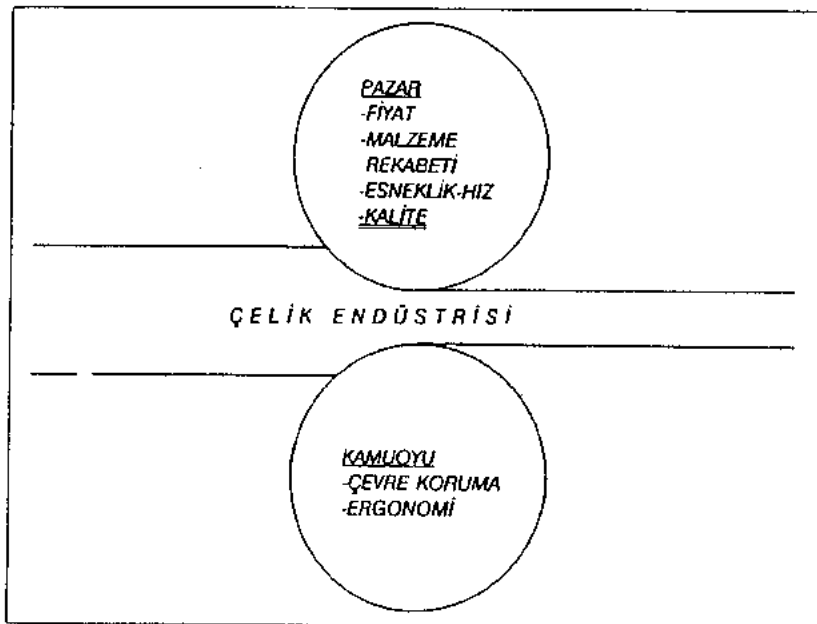 PAZAR
-FİYAT
-MALZEME
REKABETİ
-ESNEKLİK-HIZ
-KALİTE
ÇELİK ENDÜSTRİSİ
KAMUOYU
-ÇEVRE KORUMA
-ERGONOMİ